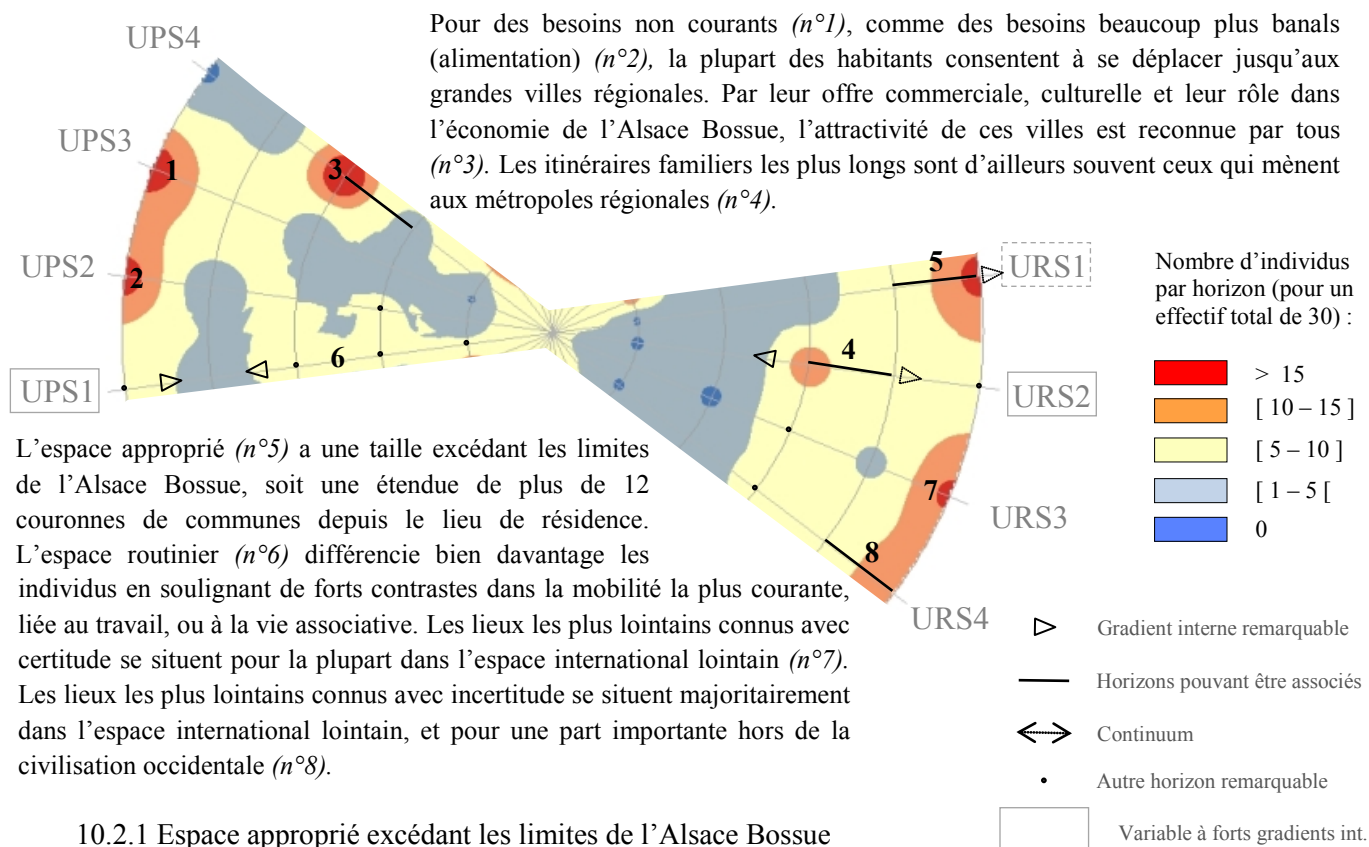 Pour des besoins non courants (n°1), comme des besoins beaucoup plus banals
(alimentation) (n°2), la plupart des habitants consentent à se déplacer jusqu'aux
grandes villes régionales. Par leur offre commerciale, culturelle et leur rôle dans
l'économie de l'Alsace Bossue, l'attractivité de ces villes est reconnue par tous
(n°3). Les itinéraires familiers les plus longs sont d'ailleurs souvent ceux qui mènent
aux métropoles régionales (n°4).
UPS4
UPS3
UPS2
UPS1
1
2
3
6
5
4
7
8
URS1
URS2
URS3
URS4
Nombre d'individus
par horizon (pour un
effectif total de 30) :
> 15
[ 10 – 15 ]
[ 5 – 10 ]
[ 1 – 5 [
0
L'espace approprié (n°5) a une taille excédant les limites
de l'Alsace Bossue, soit une étendue de plus de 12
couronnes de communes depuis le lieu de résidence.
L'espace routinier (n°6) différencie bien davantage les
individus en soulignant de forts contrastes dans la mobilité la plus courante,
liée au travail, ou à la vie associative. Les lieux les plus lointains connus avec
certitude se situent pour la plupart dans l'espace international lointain (n°7).
Les lieux les plus lointains connus avec incertitude se situent majoritairement
dans l'espace international lointain, et pour une part importante hors de la
civilisation occidentale (n°8).
Gradient interne remarquable
Horizons pouvant être associés
Continuum
Autre horizon remarquable
Variable à forts gradients int.
10.2.1 Espace approprié excédant les limites de l'Alsace Bossue